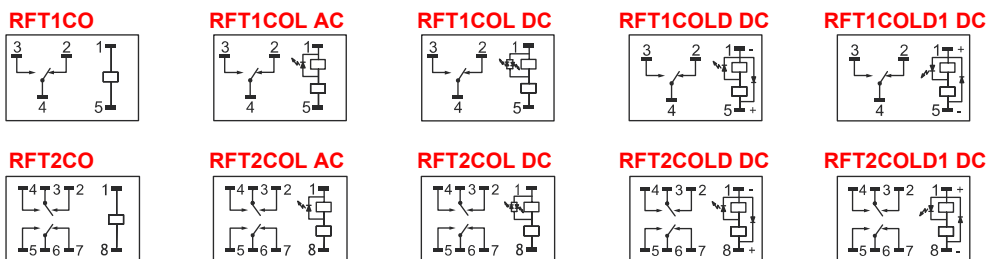 RFT1CO RFT1COL AC RFT1COL DC RFT1COLD DC RFT1COLD1 DC
3 2 1 3 2 1 3 2 1 3 2 1 - 3 2 1 +
4 5 4 5 4 5 4 5 + 4 5 -
RFT2CO RFT2COL AC RFT2COL DC RFT2COLD DC RFT2COLD1 DC
4 3 2 1 4 3 2 1 4 3 2 1 4 3 2 1 - 4 3 2 1 +
5 6 7 8 5 6 7 8 5 6 7 8 5 6 7 8 + 5 6 7 8 -